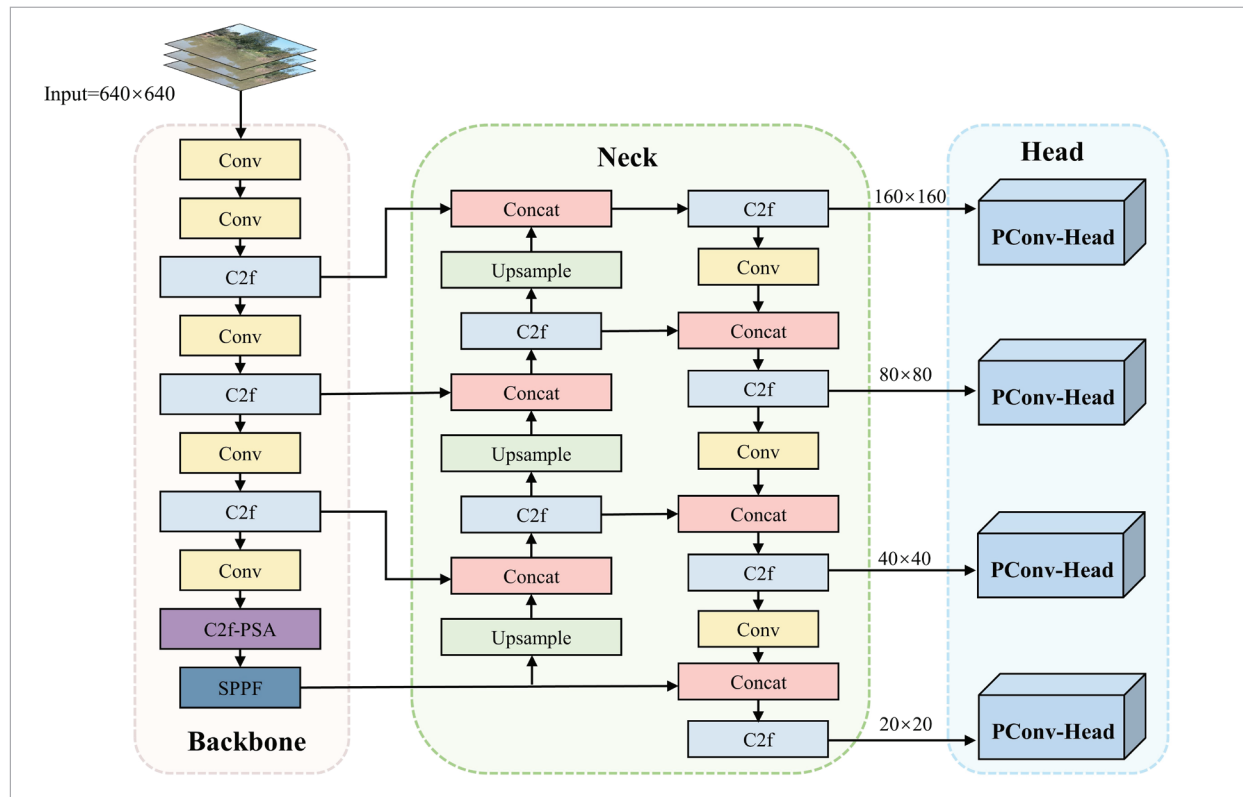 Input=640×640
Conv
Conv
C2f
Conv
C2f
Conv
C2f
Conv
C2f-PSA
SPPF
Backbone
Neck
Concat
Upsample
C2f
Concat
Upsample
C2f
Concat
Upsample
C2f
Conv
Concat
C2f
Conv
Concat
C2f
Conv
Concat
C2f
160×160
80×80
40×40
20×20
Head
PConv-Head
PConv-Head
PConv-Head
PConv-Head